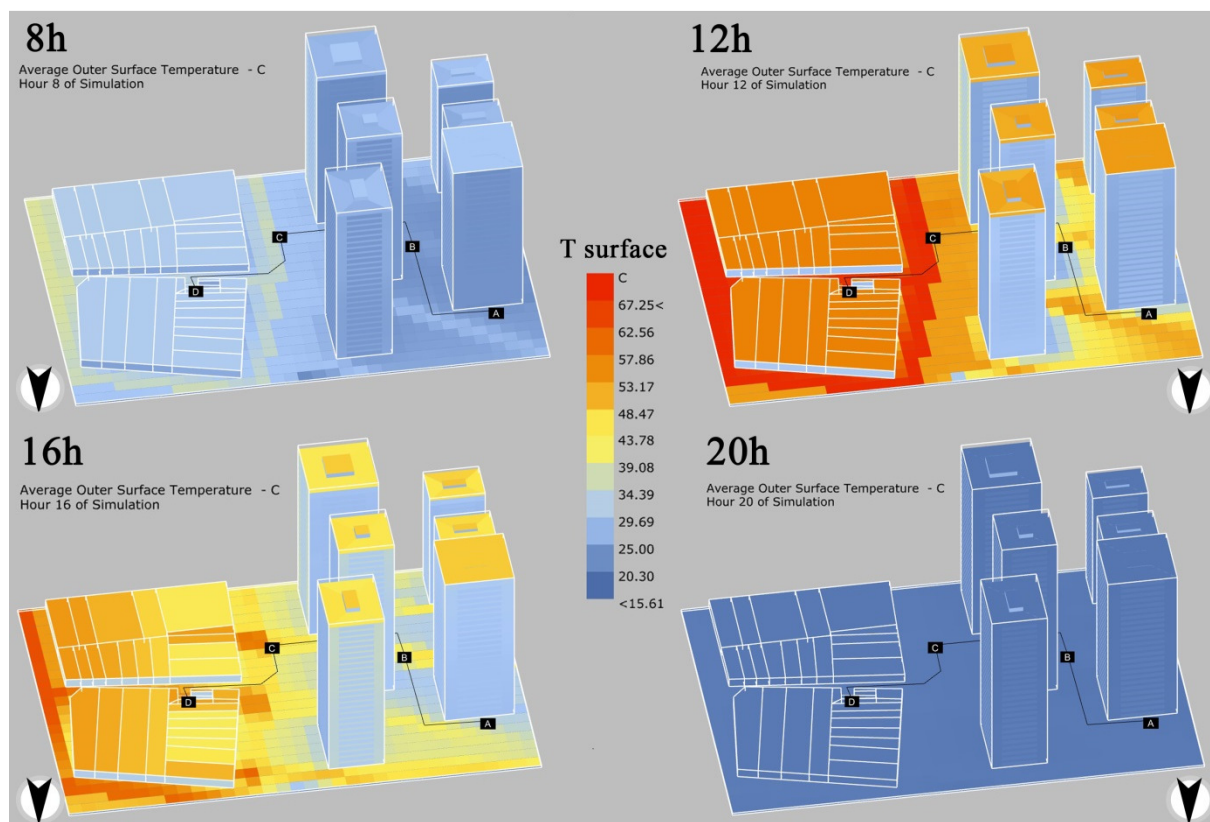 8h
Average Outer Surface Temperature - C
Hour 8 of Simulation
C
B
D
A
12h
Average Outer Surface Temperature - C
Hour 12 of Simulation
C
B
D
A
T surface
C
67.25<
62.56
57.86
53.17
48.47
43.78
39.08
34.39
29.69
25.00
20.30
<15.61
16h
Average Outer Surface Temperature - C
Hour 16 of Simulation
C
B
D
A
20h
Average Outer Surface Temperature - C
Hour 20 of Simulation
C
B
D
A